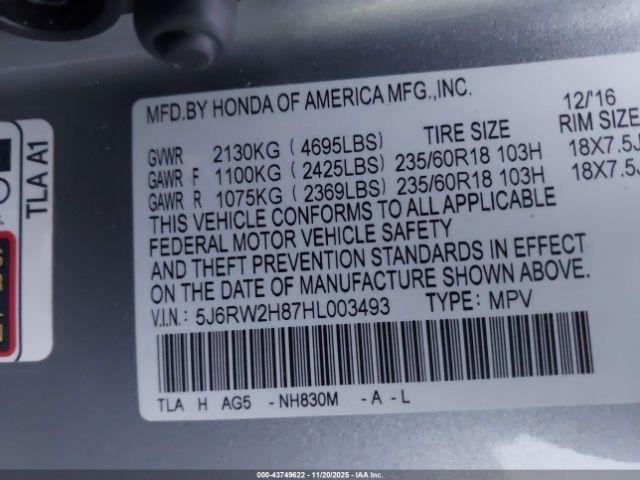 MFD.BY HONDA OF AMERICA MFG.,INC.
12/'16
TIRE SIZE RIM SIZE
GVWR 2130KG ( 4695LBS)
GAWR F 1100KG ( 2425LBS) 235/60R18 103H 18X7.5J
GAWR R 1075KG ( 2369LBS) 235/60R18 103H 18X7.5J
THIS VEHICLE CONFORMS TO ALL APPLICABLE
FEDERAL MOTOR VEHICLE SAFETY
AND THEFT PREVENTION STANDARDS IN EFFECT
ON THE DATE OF MANUFACTURE SHOWN ABOVE.
V.I.N.: 5J6RW2H87HL003493 TYPE: MPV
TLA H AG5 -NH830M -A-L
TLA A1
000-43749622 - 11/20/2025 - IAA Inc.